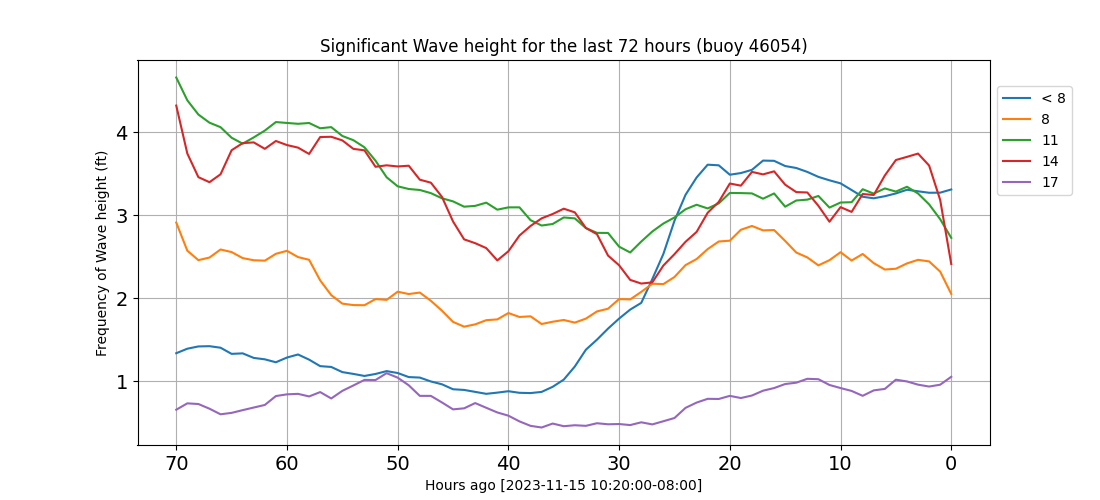 Significant Wave height for the last 72 hours (buoy 46054)
Frequency of Wave height (ft)
4
3
2
1
70 60 50 40 30 20 10 0
Hours ago [2023-11-15 10:20:00-08:00]
< 8
8
11
14
17